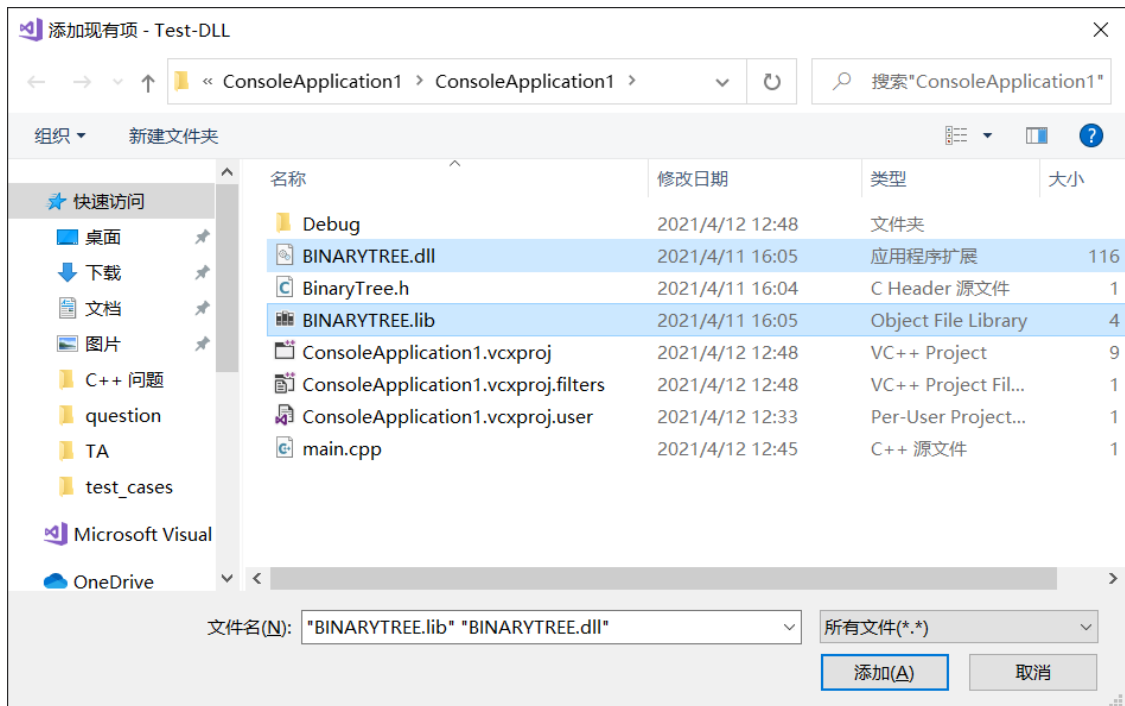 添加现有项 - Test-DLL
« ConsoleApplication1 › ConsoleApplication1 › 搜索"ConsoleApplication1"
组织 新建文件夹
名称 修改日期 类型 大小
快速访问
桌面
下载
文档
图片
C++ 问题
question
TA
test_cases
Microsoft Visual
OneDrive
Debug 2021/4/12 12:48 文件夹
BINARYTREE.dll 2021/4/11 16:05 应用程序扩展 116
BinaryTree.h 2021/4/11 16:04 C Header 源文件 1
BINARYTREE.lib 2021/4/11 16:05 Object File Library 4
ConsoleApplication1.vcxproj 2021/4/12 12:48 VC++ Project 9
ConsoleApplication1.vcxproj.filters 2021/4/12 12:48 VC++ Project Fil... 1
ConsoleApplication1.vcxproj.user 2021/4/12 12:33 Per-User Project... 1
main.cpp 2021/4/12 12:45 C++ 源文件 1
文件名(N): "BINARYTREE.lib" "BINARYTREE.dll" 所有文件(*.*)
添加(A) 取消